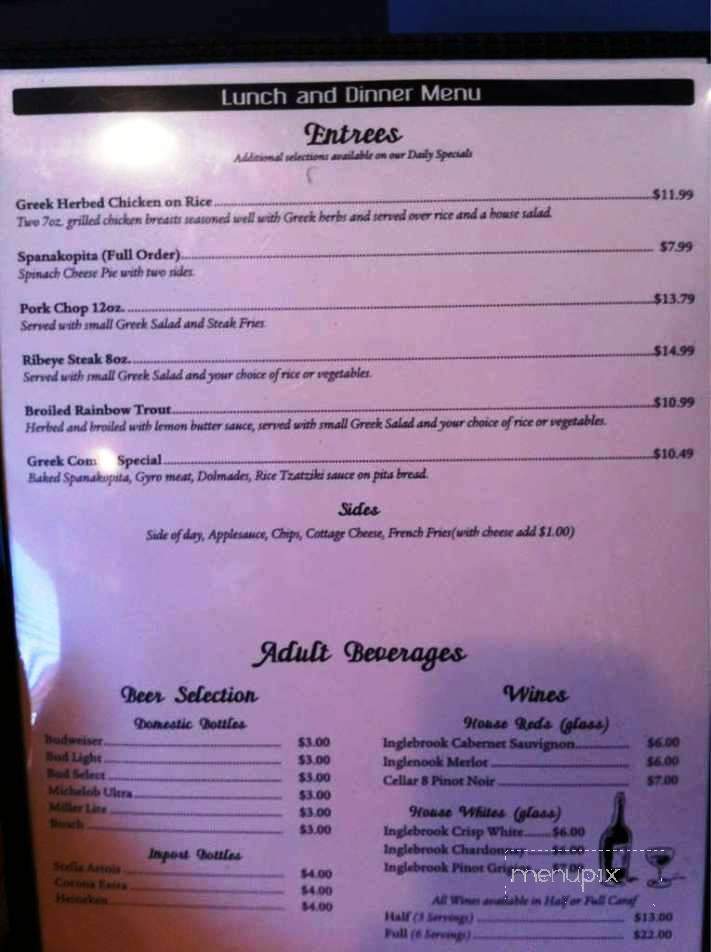 Lunch and Dinner Menu
Entrees
Additional selections available on our Daily Specials
Greek Herbed Chicken on Rice $11.99
Two 7oz. grilled chicken breasts seasoned well with Greek herbs and served over rice and a house salad.
Spanakopita (Full Order) $7.99
Spinach Cheese Pie with two sides.
Pork Chop 12oz. $13.79
Served with small Greek Salad and Steak Fries
Ribeye Steak 8oz. $14.99
Served with small Greek Salad and your choice of rice or vegetables.
Broiled Rainbow Trout $10.99
Herbed and broiled with lemon butter sauce, served with small Greek Salad and your choice of rice or vegetables.
Greek Com Special $10.49
Baked Spanakopita, Gyro meat, Dolmades, Rice Tzatziki sauce on pita bread.
Sides
Side of day, Applesauce, Chips, Cottage Cheese, French Fries(with cheese add $1.00)
Adult Beverages
Beer Selection
Domestic Bottles
Budweiser $3.00
Bud Light $3.00
Bud Select $3.00
Michelob Ultra $3.00
Miller Lite $3.00
Busch $3.00
Import Bottles
Stella Artois $4.00
Corona Extra $4.00
Heineken $4.00
Wines
House Reds (glass)
Inglebrook Cabernet Sauvignon $6.00
Inglenook Merlot $6.00
Cellar 8 Pinot Noir $7.00
House Whites (glass)
Inglebrook Crisp White $6.00
Inglebrook Chardonnay
Inglebrook Pinot
menupix
All Wines available in Half or Full Caraf
Half (3 Servings) $13.00
Full (6 Servings) $22.00